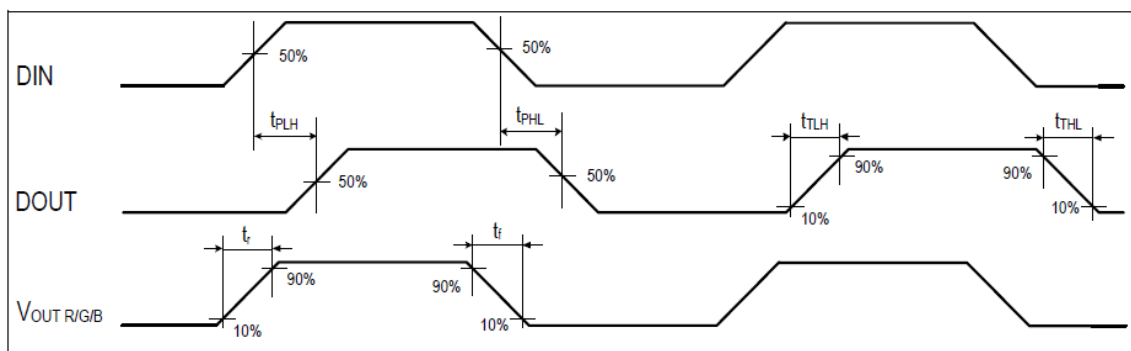 DIN
50%
50%
tPLH
tPHL
tTLH
tTHL
DOUT
50%
50%
90%
90%
10%
10%
tr
tf
VOUT R/G/B
90%
90%
10%
10%